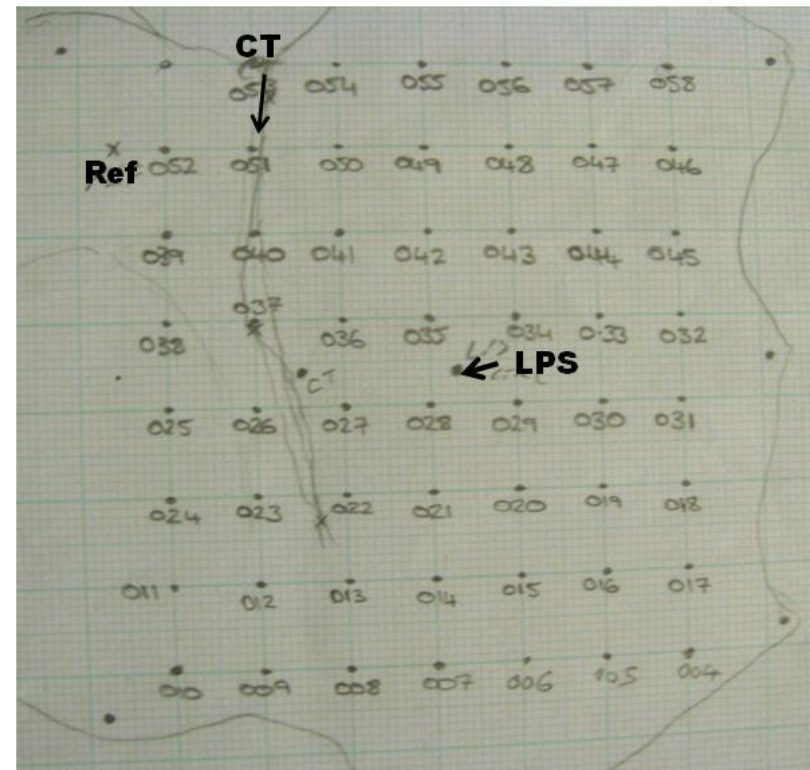 CT
053 054 055 056 057 058
Ref 052 051 050 049 048 047 046
039 040 041 042 043 044 045
037
038 036 035 034 033 032
LPS
CT
025 026 027 028 029 030 031
024 023 022 021 020 019 018
011 012 013 014 015 016 017
010 009 008 007 006 105 004